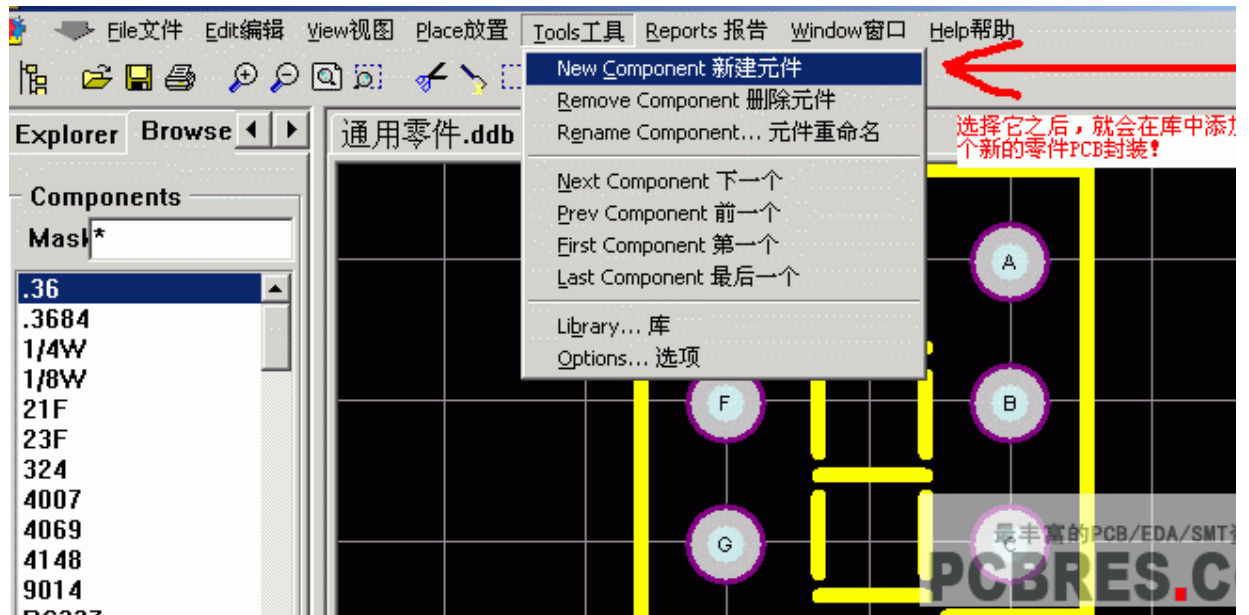 File文件 Edit编辑 View视图 Place放置 Tools工具 Reports 报告 Window窗口 Help帮助
New Component 新建元件
Remove Component 删除元件
Rename Component... 元件重命名
Next Component 下一个
Prev Component 前一个
First Component 第一个
Last Component 最后一个
Library... 库
Options... 选项
选择它之后，就会在库中添加
个新的零件PCB封装！
Explorer Browse
通用零件.ddb
Components
Mask *
.36
.3684
1/4W
1/8W
21F
23F
324
4007
4069
4148
9014
A
F B
G C
最丰富的PCB/EDA/SMT
PCBRES.C